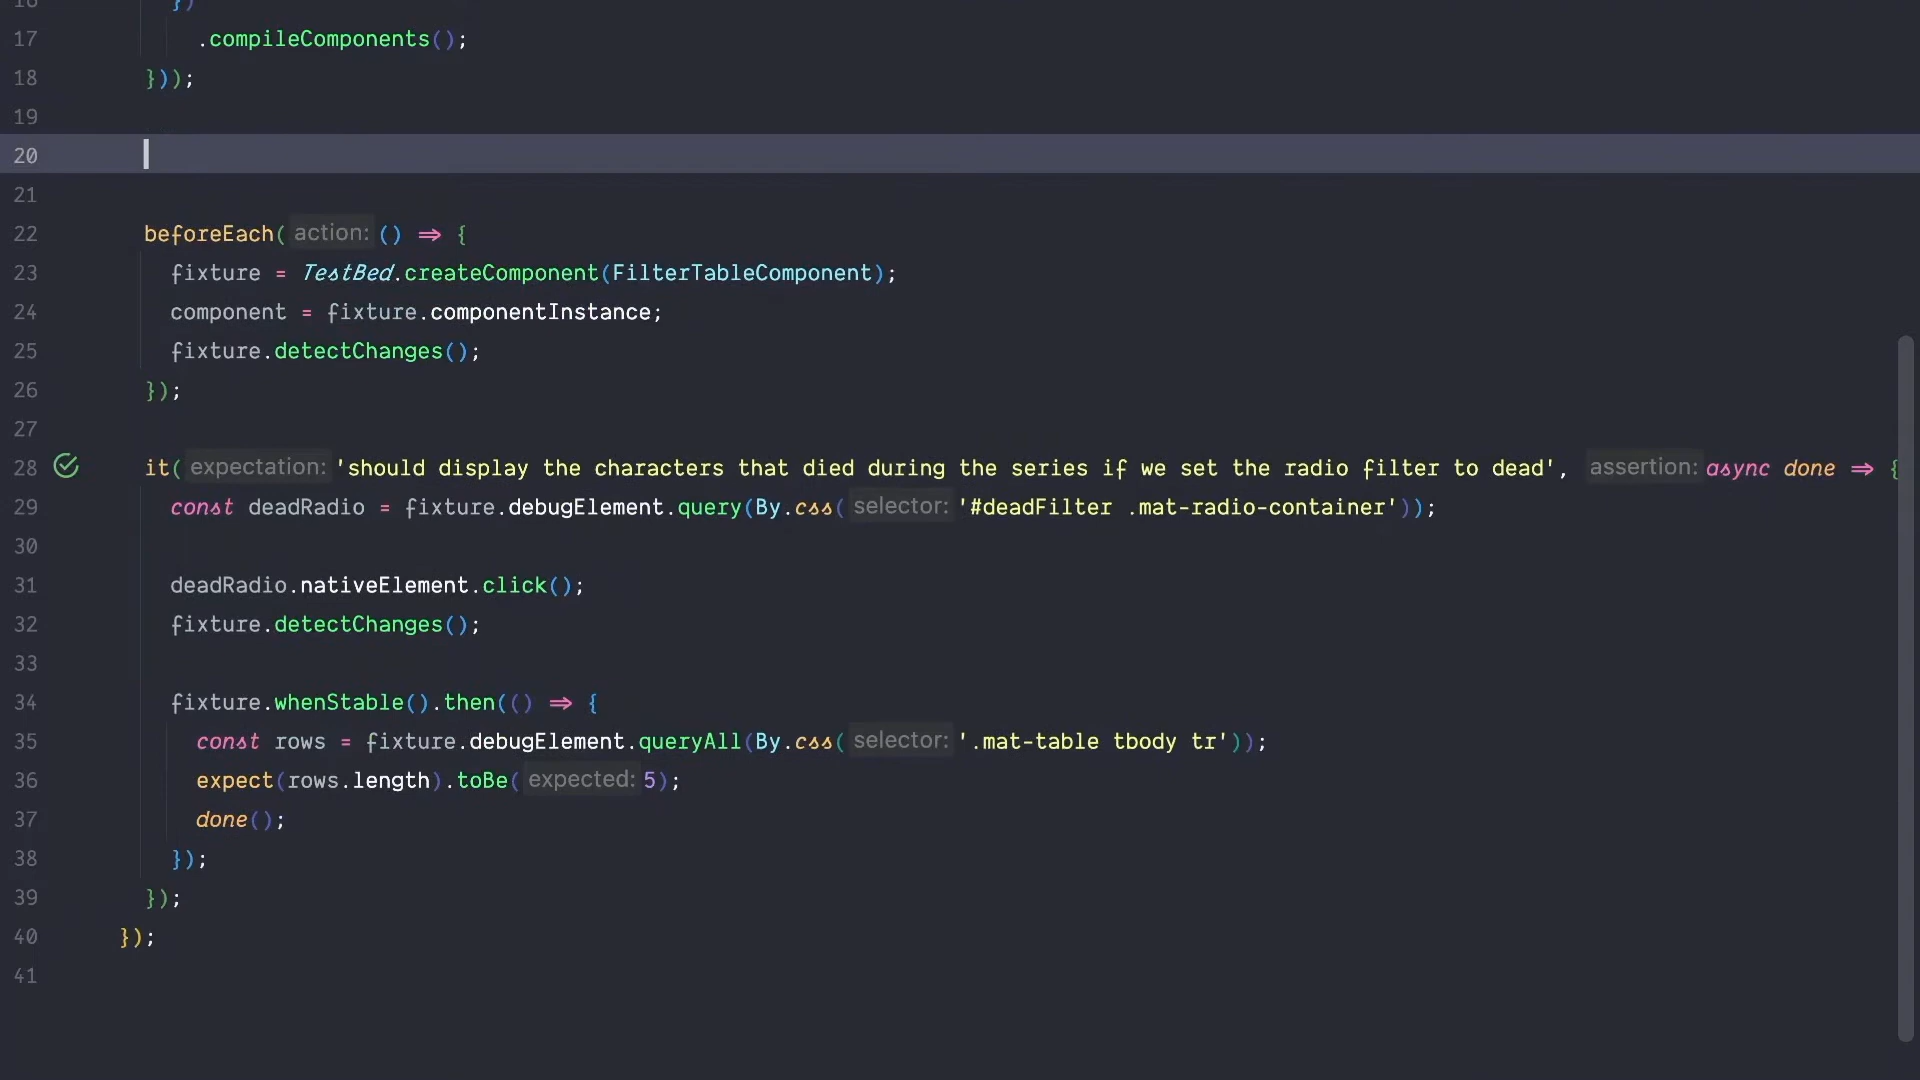 16 })
17 .compileComponents();
18 }));
19
20
21
22 beforeEach( action: () => {
23 fixture = TestBed.createComponent(FilterTableComponent);
24 component = fixture.componentInstance;
25 fixture.detectChanges();
26 });
27
28 it( expectation: 'should display the characters that died during the series if we set the radio filter to dead', assertion: async done => {
29 const deadRadio = fixture.debugElement.query(By.css( selector: '#deadFilter .mat-radio-container'));
30
31 deadRadio.nativeElement.click();
32 fixture.detectChanges();
33
34 fixture.whenStable().then(() => {
35 const rows = fixture.debugElement.queryAll(By.css( selector: '.mat-table tbody tr'));
36 expect(rows.length).toBe( expected: 5);
37 done();
38 });
39 });
40 });
41